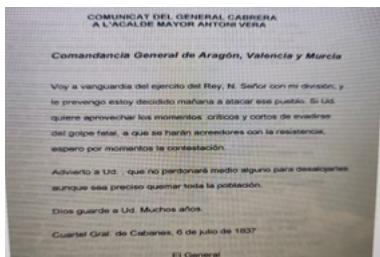 COMUNICAT DEL GENERAL CABRERA
A L'ACALDE MAYOR ANTONI VERA
Comandancia General de Aragón, Valencia y Murcia
Voy a vanguardia del ejercito del Rey, N. Señor con mi división, y
le prevengo estoy decidido mañana a atacar ese pueblo. Si Ud.
quiere aprovechar los momentos críticos y cortos de evadirse
del golpe fatal, a que se harán acreedores con la resistencia,
espero por momentos la contestación.
Advierto a Ud. , que no perdonaré medio alguno para desalojarles
aunque sea preciso quemar toda la población.
Dios guarde a Ud. Muchos años.
Cuartel Gral. de Cabanes, 6 de julio de 1837
El General